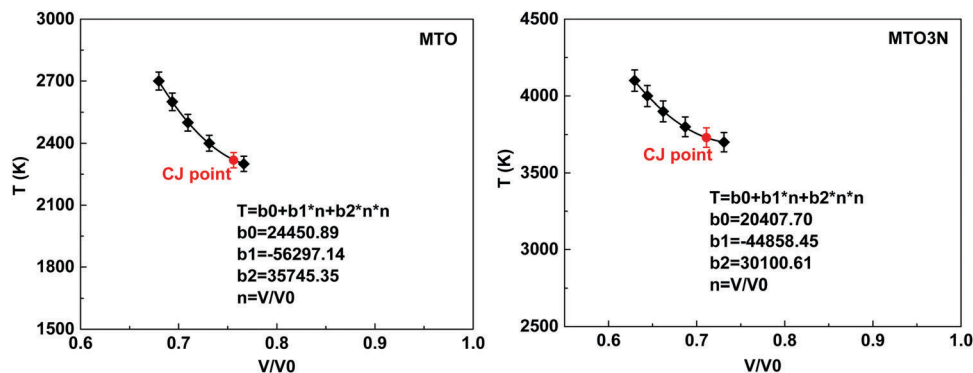 MTO
T (K)
3000
2700
2400
2100
1800
1500
CJ point
T=b0+b1*n+b2*n*n
b0=24450.89
b1=-56297.14
b2=35745.35
n=V/V0
0.6 0.7 0.8 0.9 1.0
V/V0
MTO3N
T (K)
4500
4000
3500
3000
2500
CJ point
T=b0+b1*n+b2*n*n
b0=20407.70
b1=-44858.45
b2=30100.61
n=V/V0
0.6 0.7 0.8 0.9 1.0
V/V0